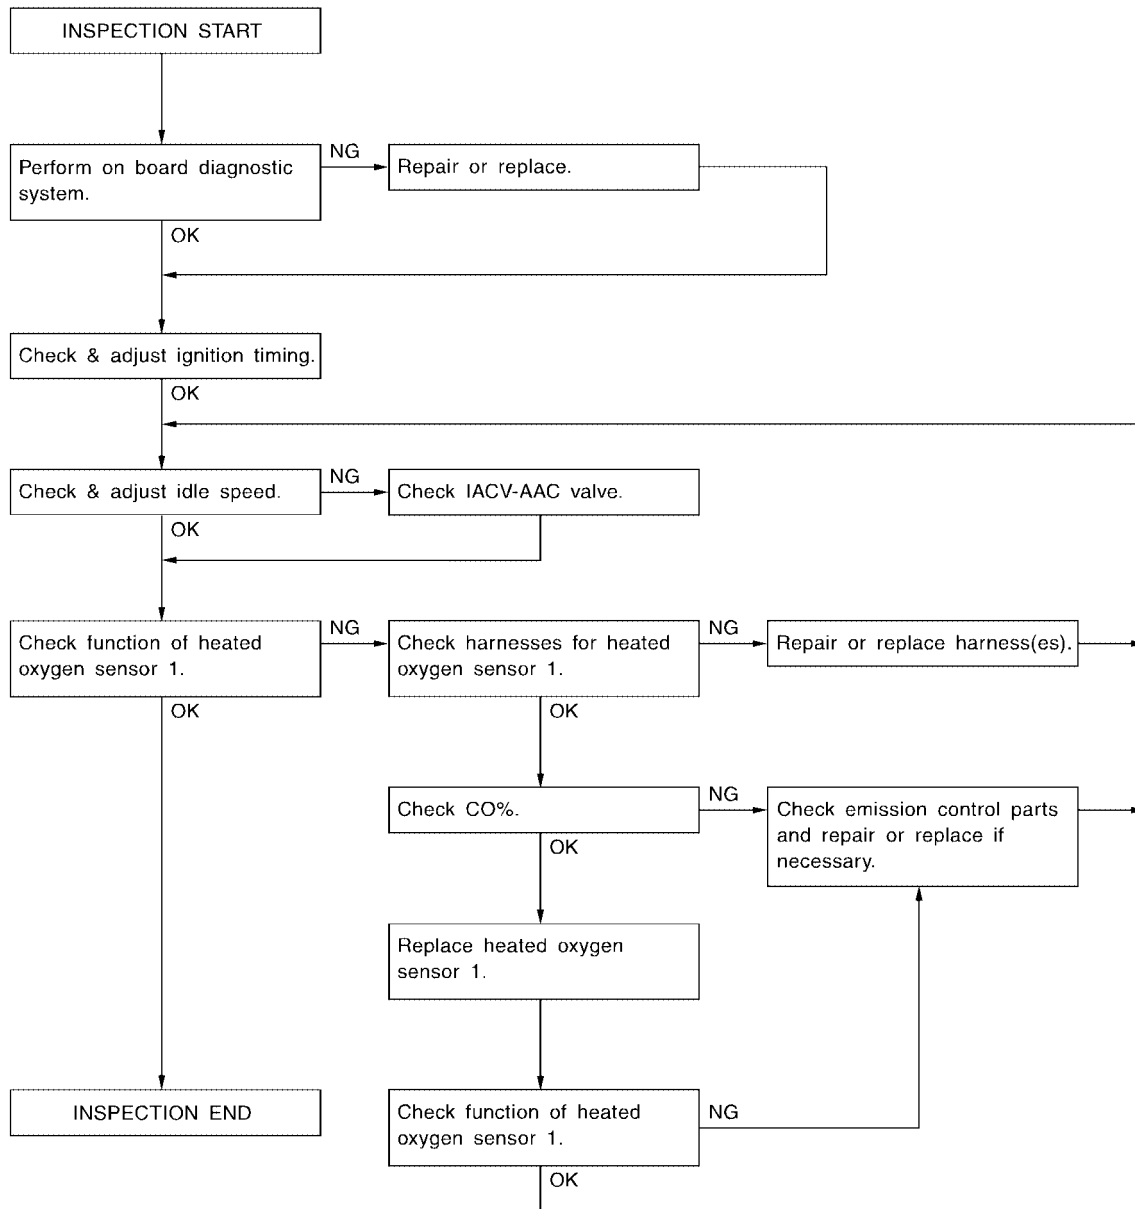 INSPECTION START
Perform on board diagnostic
system.
NG
Repair or replace.
OK
Check & adjust ignition timing.
OK
Check & adjust idle speed.
NG
Check IACV-AAC valve.
OK
Check function of heated
oxygen sensor 1.
NG
Check harnesses for heated
oxygen sensor 1.
NG
Repair or replace harness(es).
OK
OK
Check CO%.
NG
Check emission control parts
and repair or replace if
necessary.
OK
Replace heated oxygen
sensor 1.
INSPECTION END
Check function of heated
oxygen sensor 1.
NG
OK